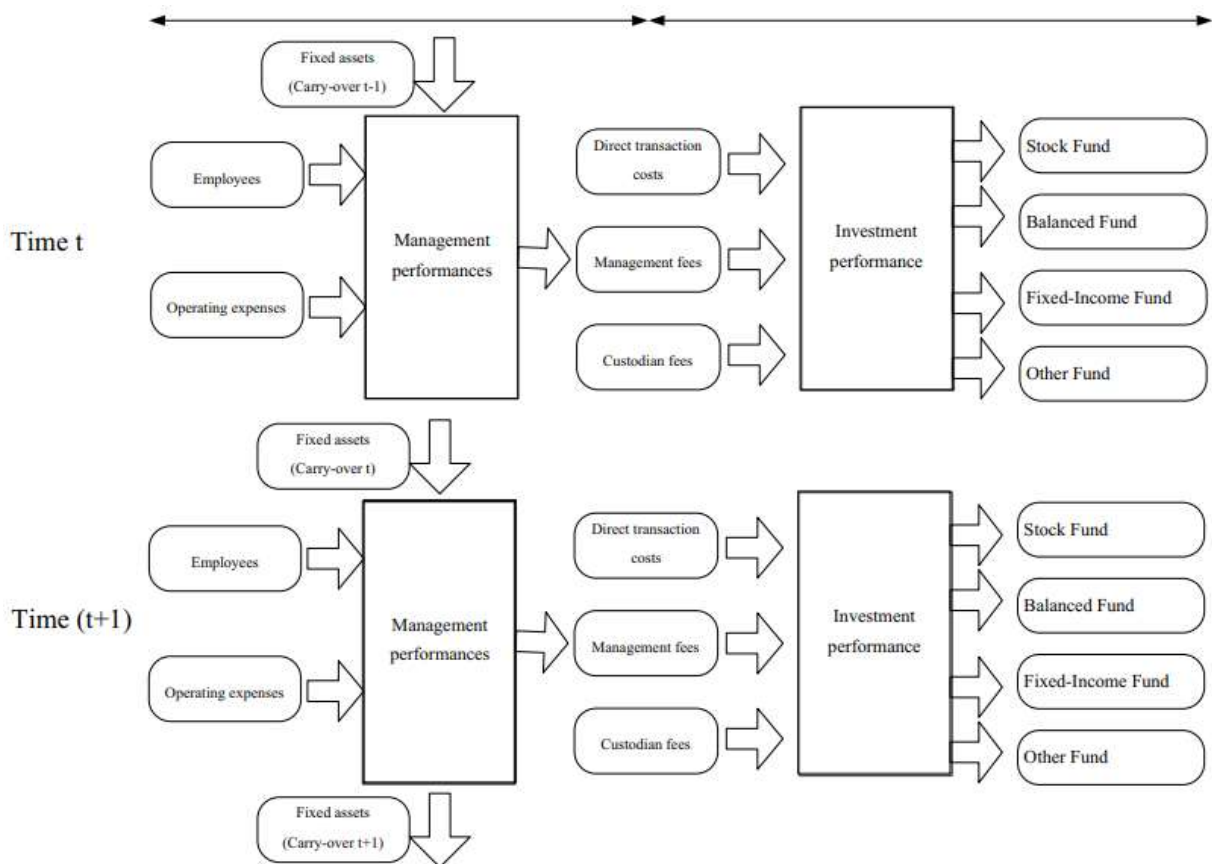 Fixed assets
(Carry-over t-1)
Employees
Operating expenses
Time t
Management
performances
Direct transaction
costs
Management fees
Custodian fees
Investment
performance
Stock Fund
Balanced Fund
Fixed-Income Fund
Other Fund
Fixed assets
(Carry-over t)
Employees
Operating expenses
Time (t+1)
Management
performances
Direct transaction
costs
Management fees
Custodian fees
Investment
performance
Stock Fund
Balanced Fund
Fixed-Income Fund
Other Fund
Fixed assets
(Carry-over t+1)